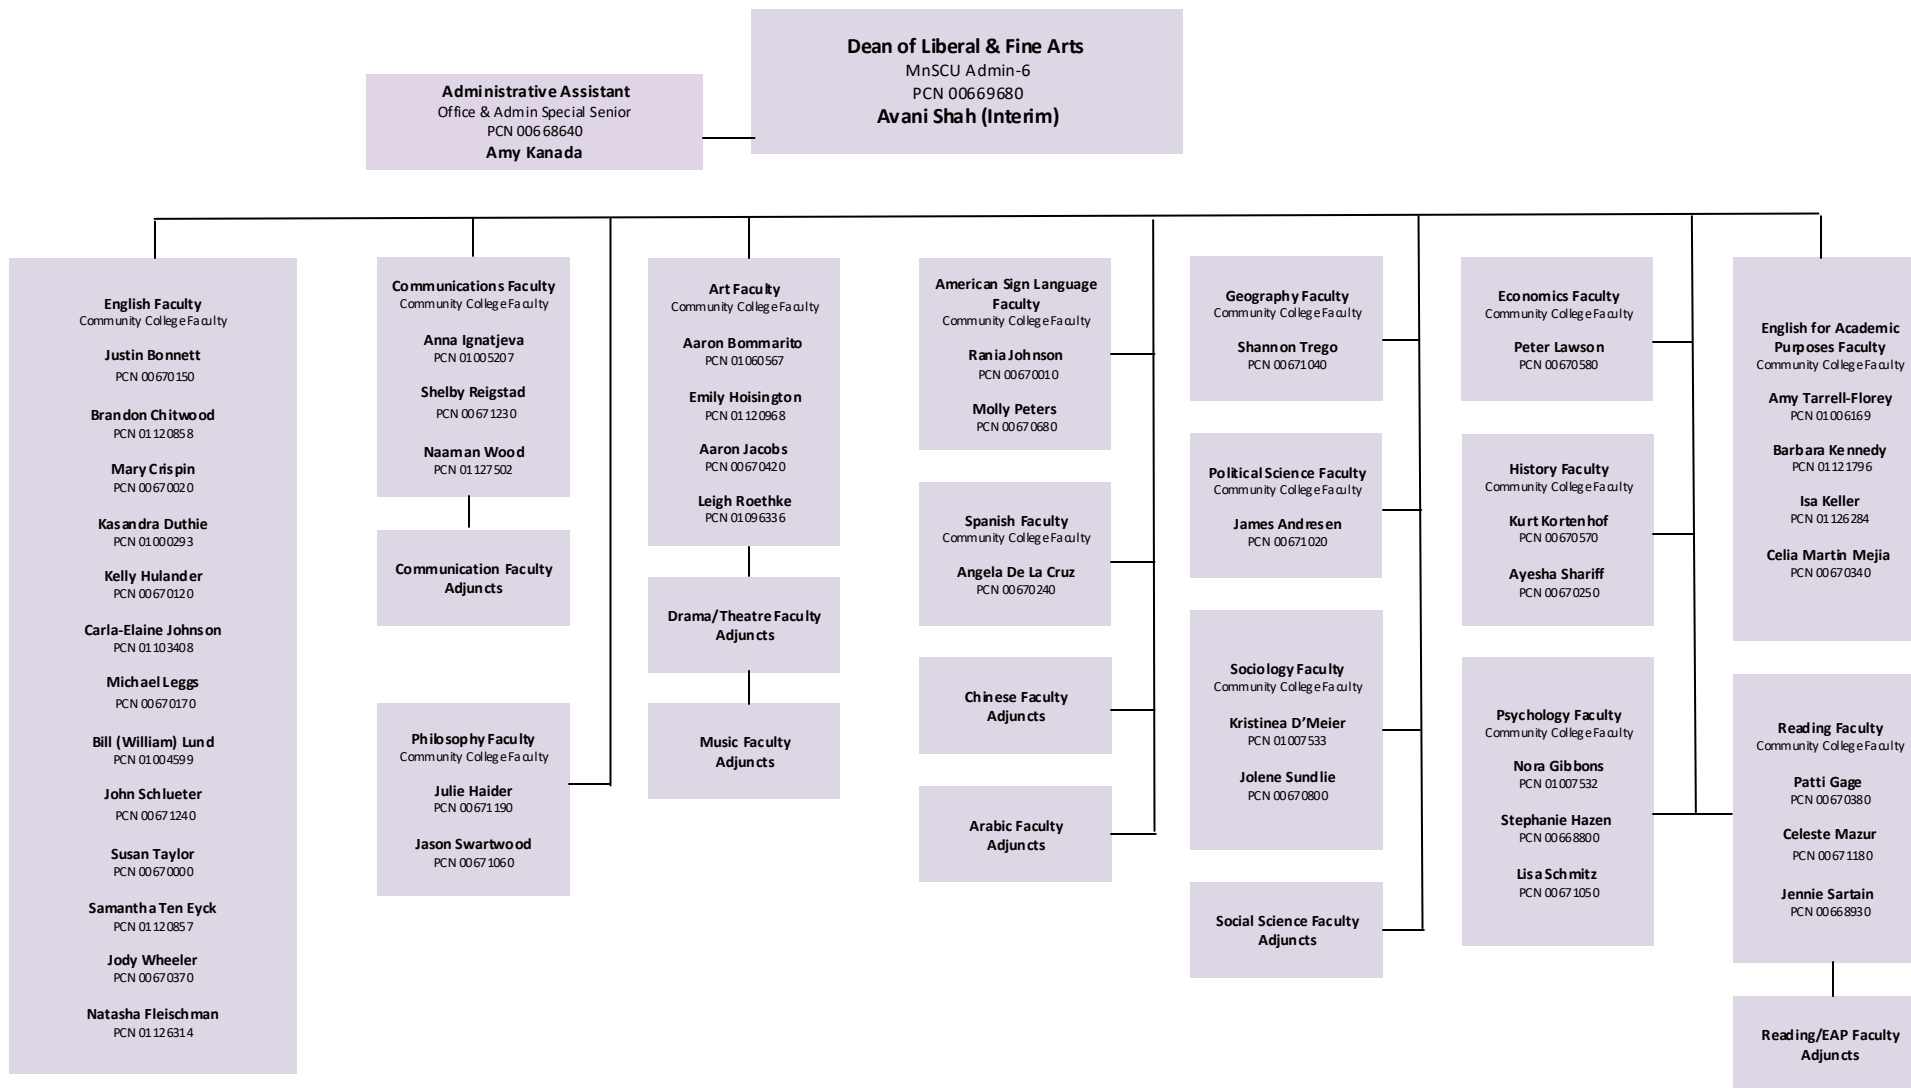 Dean of Liberal & Fine Arts
MnSCU Admin-6
PCN 00669680
Avani Shah (Interim)
Administrative Assistant
Office & Admin Special Senior
PCN 00668640
Amy Kanada
English Faculty
Community College Faculty
Justin Bonnett
PCN 00670150
Brandon Chitwood
PCN 01120858
Mary Crispin
PCN 00670020
Kasandra Duthie
PCN 01000293
Kelly Hulander
PCN 00670120
Carla-Elaine Johnson
PCN 01103408
Michael Leggs
PCN 00670170
Bill (William) Lund
PCN 01004599
John Schlueter
PCN 00671240
Susan Taylor
PCN 00670000
Samantha Ten Eyck
PCN 01120857
Jody Wheeler
PCN 00670370
Natasha Fleischman
PCN 01126314
Communications Faculty
Community College Faculty
Anna Ignatjeva
PCN 01005207
Shelby Reigstad
PCN 00671230
Naaman Wood
PCN 01127502
Communication Faculty
Adjuncts
Philosophy Faculty
Community College Faculty
Julie Haider
PCN 00671190
Jason Swartwood
PCN 00671060
Art Faculty
Community College Faculty
Aaron Bommarito
PCN 01060567
Emily Hoisington
PCN 01120968
Aaron Jacobs
PCN 00670420
Leigh Roethke
PCN 01096336
Drama/Theatre Faculty
Adjuncts
Music Faculty
Adjuncts
American Sign Language
Faculty
Community College Faculty
Rania Johnson
PCN 00670010
Molly Peters
PCN 00670680
Spanish Faculty
Community College Faculty
Angela De La Cruz
PCN 00670240
Chinese Faculty
Adjuncts
Arabic Faculty
Adjuncts
Geography Faculty
Community College Faculty
Shannon Trego
PCN 00671040
Political Science Faculty
Community College Faculty
James Andresen
PCN 00671020
Sociology Faculty
Community College Faculty
Kristinea D’Meier
PCN 01007533
Jolene Sundlie
PCN 00670800
Social Science Faculty
Adjuncts
Economics Faculty
Community College Faculty
Peter Lawson
PCN 00670580
History Faculty
Community College Faculty
Kurt Kortenhof
PCN 00670570
Ayesha Shariff
PCN 00670250
Psychology Faculty
Community College Faculty
Nora Gibbons
PCN 01007532
Stephanie Hazen
PCN 00668800
Lisa Schmitz
PCN 00671050
English for Academic
Purposes Faculty
Community College Faculty
Amy Tarrell-Florey
PCN 01006169
Barbara Kennedy
PCN 01121796
Isa Keller
PCN 01126284
Celia Martin Mejia
PCN 00670340
Reading Faculty
Community College Faculty
Patti Gage
PCN 00670380
Celeste Mazur
PCN 00671180
Jennie Sartain
PCN 00668930
Reading/EAP Faculty
Adjuncts